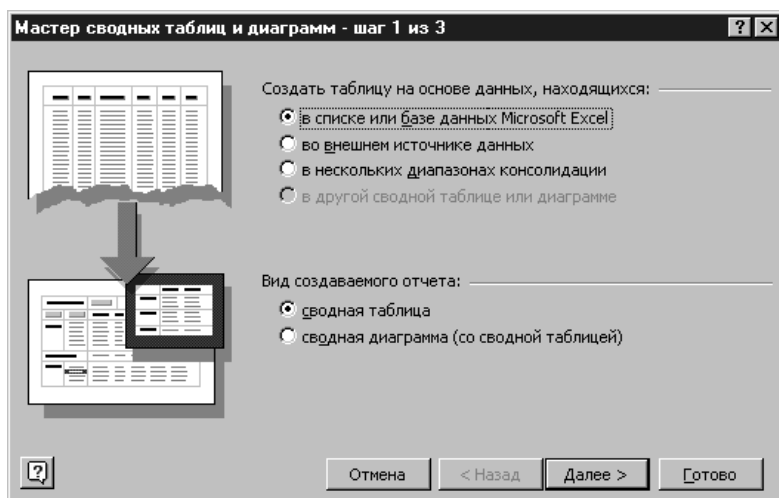 Мастер сводных таблиц и диаграмм - шаг 1 из 3
Создать таблицу на основе данных, находящихся:
в списке или базе данных Microsoft Excel
во внешнем источнике данных
в нескольких диапазонах консолидации
в другой сводной таблице или диаграмме
Вид создаваемого отчета:
сводная таблица
сводная диаграмма (со сводной таблицей)
Отмена < Назад Далее > Готово